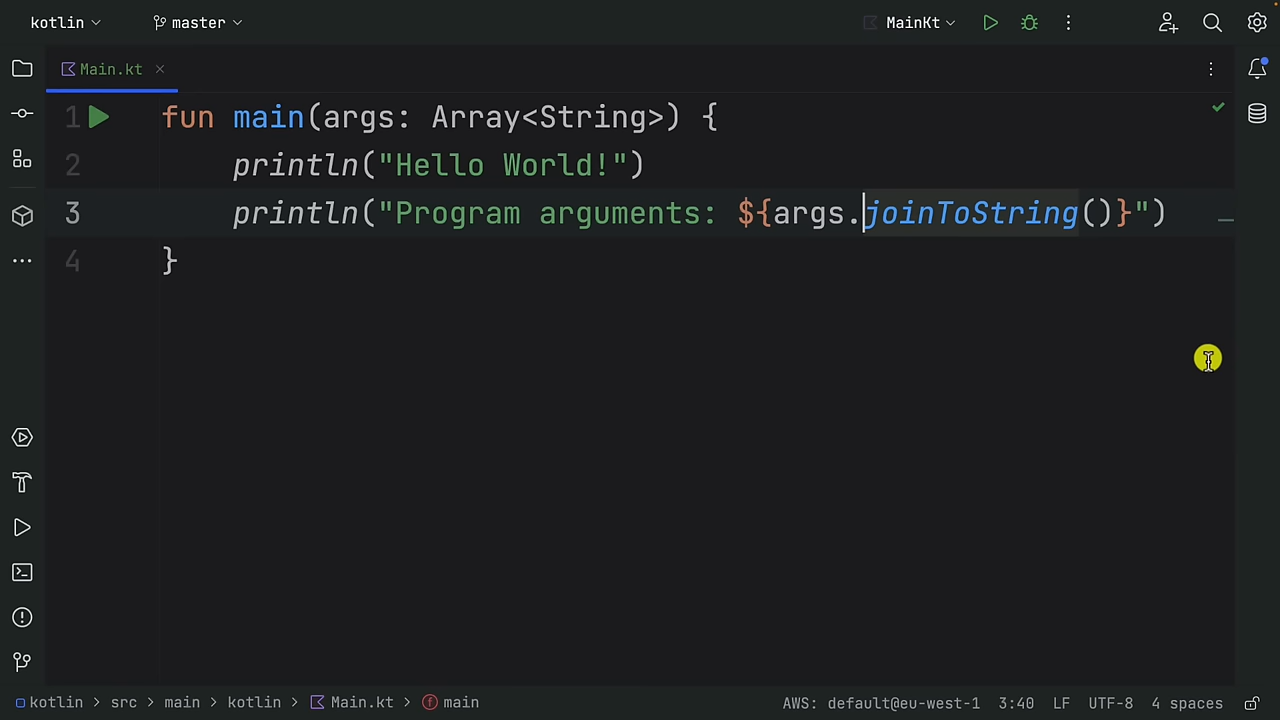 kotlin master MainKt
Main.kt
1 fun main(args: Array<String>) {
2 println("Hello World!")
3 println("Program arguments: ${args.joinToString()}")
4 }
kotlin > src > main > kotlin > Main.kt > main AWS: default@eu-west-1 3:40 LF UTF-8 4 spaces